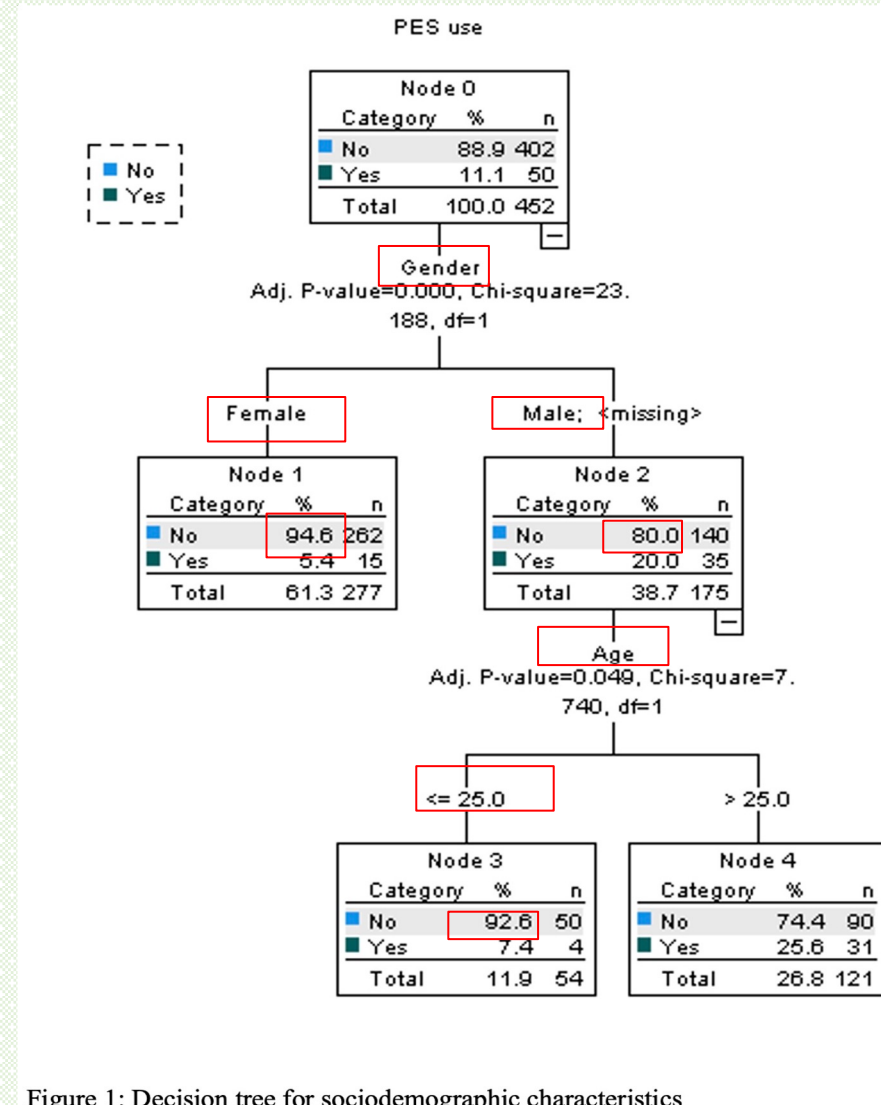 PES use
Node 0
Category % n
No 88.9 402
Yes 11.1 50
Total 100.0 452
No
Yes
Gender
Adj. P-value=0.000, Chi-square=23.
188, df=1
Female
Male; <missing>
Node 1
Category % n
No 94.6 262
Yes 5.4 15
Total 61.3 277
Node 2
Category % n
No 80.0 140
Yes 20.0 35
Total 38.7 175
Age
Adj. P-value=0.049, Chi-square=7.
740, df=1
<= 25.0
> 25.0
Node 3
Category % n
No 92.6 50
Yes 7.4 4
Total 11.9 54
Node 4
Category % n
No 74.4 90
Yes 25.6 31
Total 26.8 121
Figure 1: Decision tree for sociodemographic characteristics